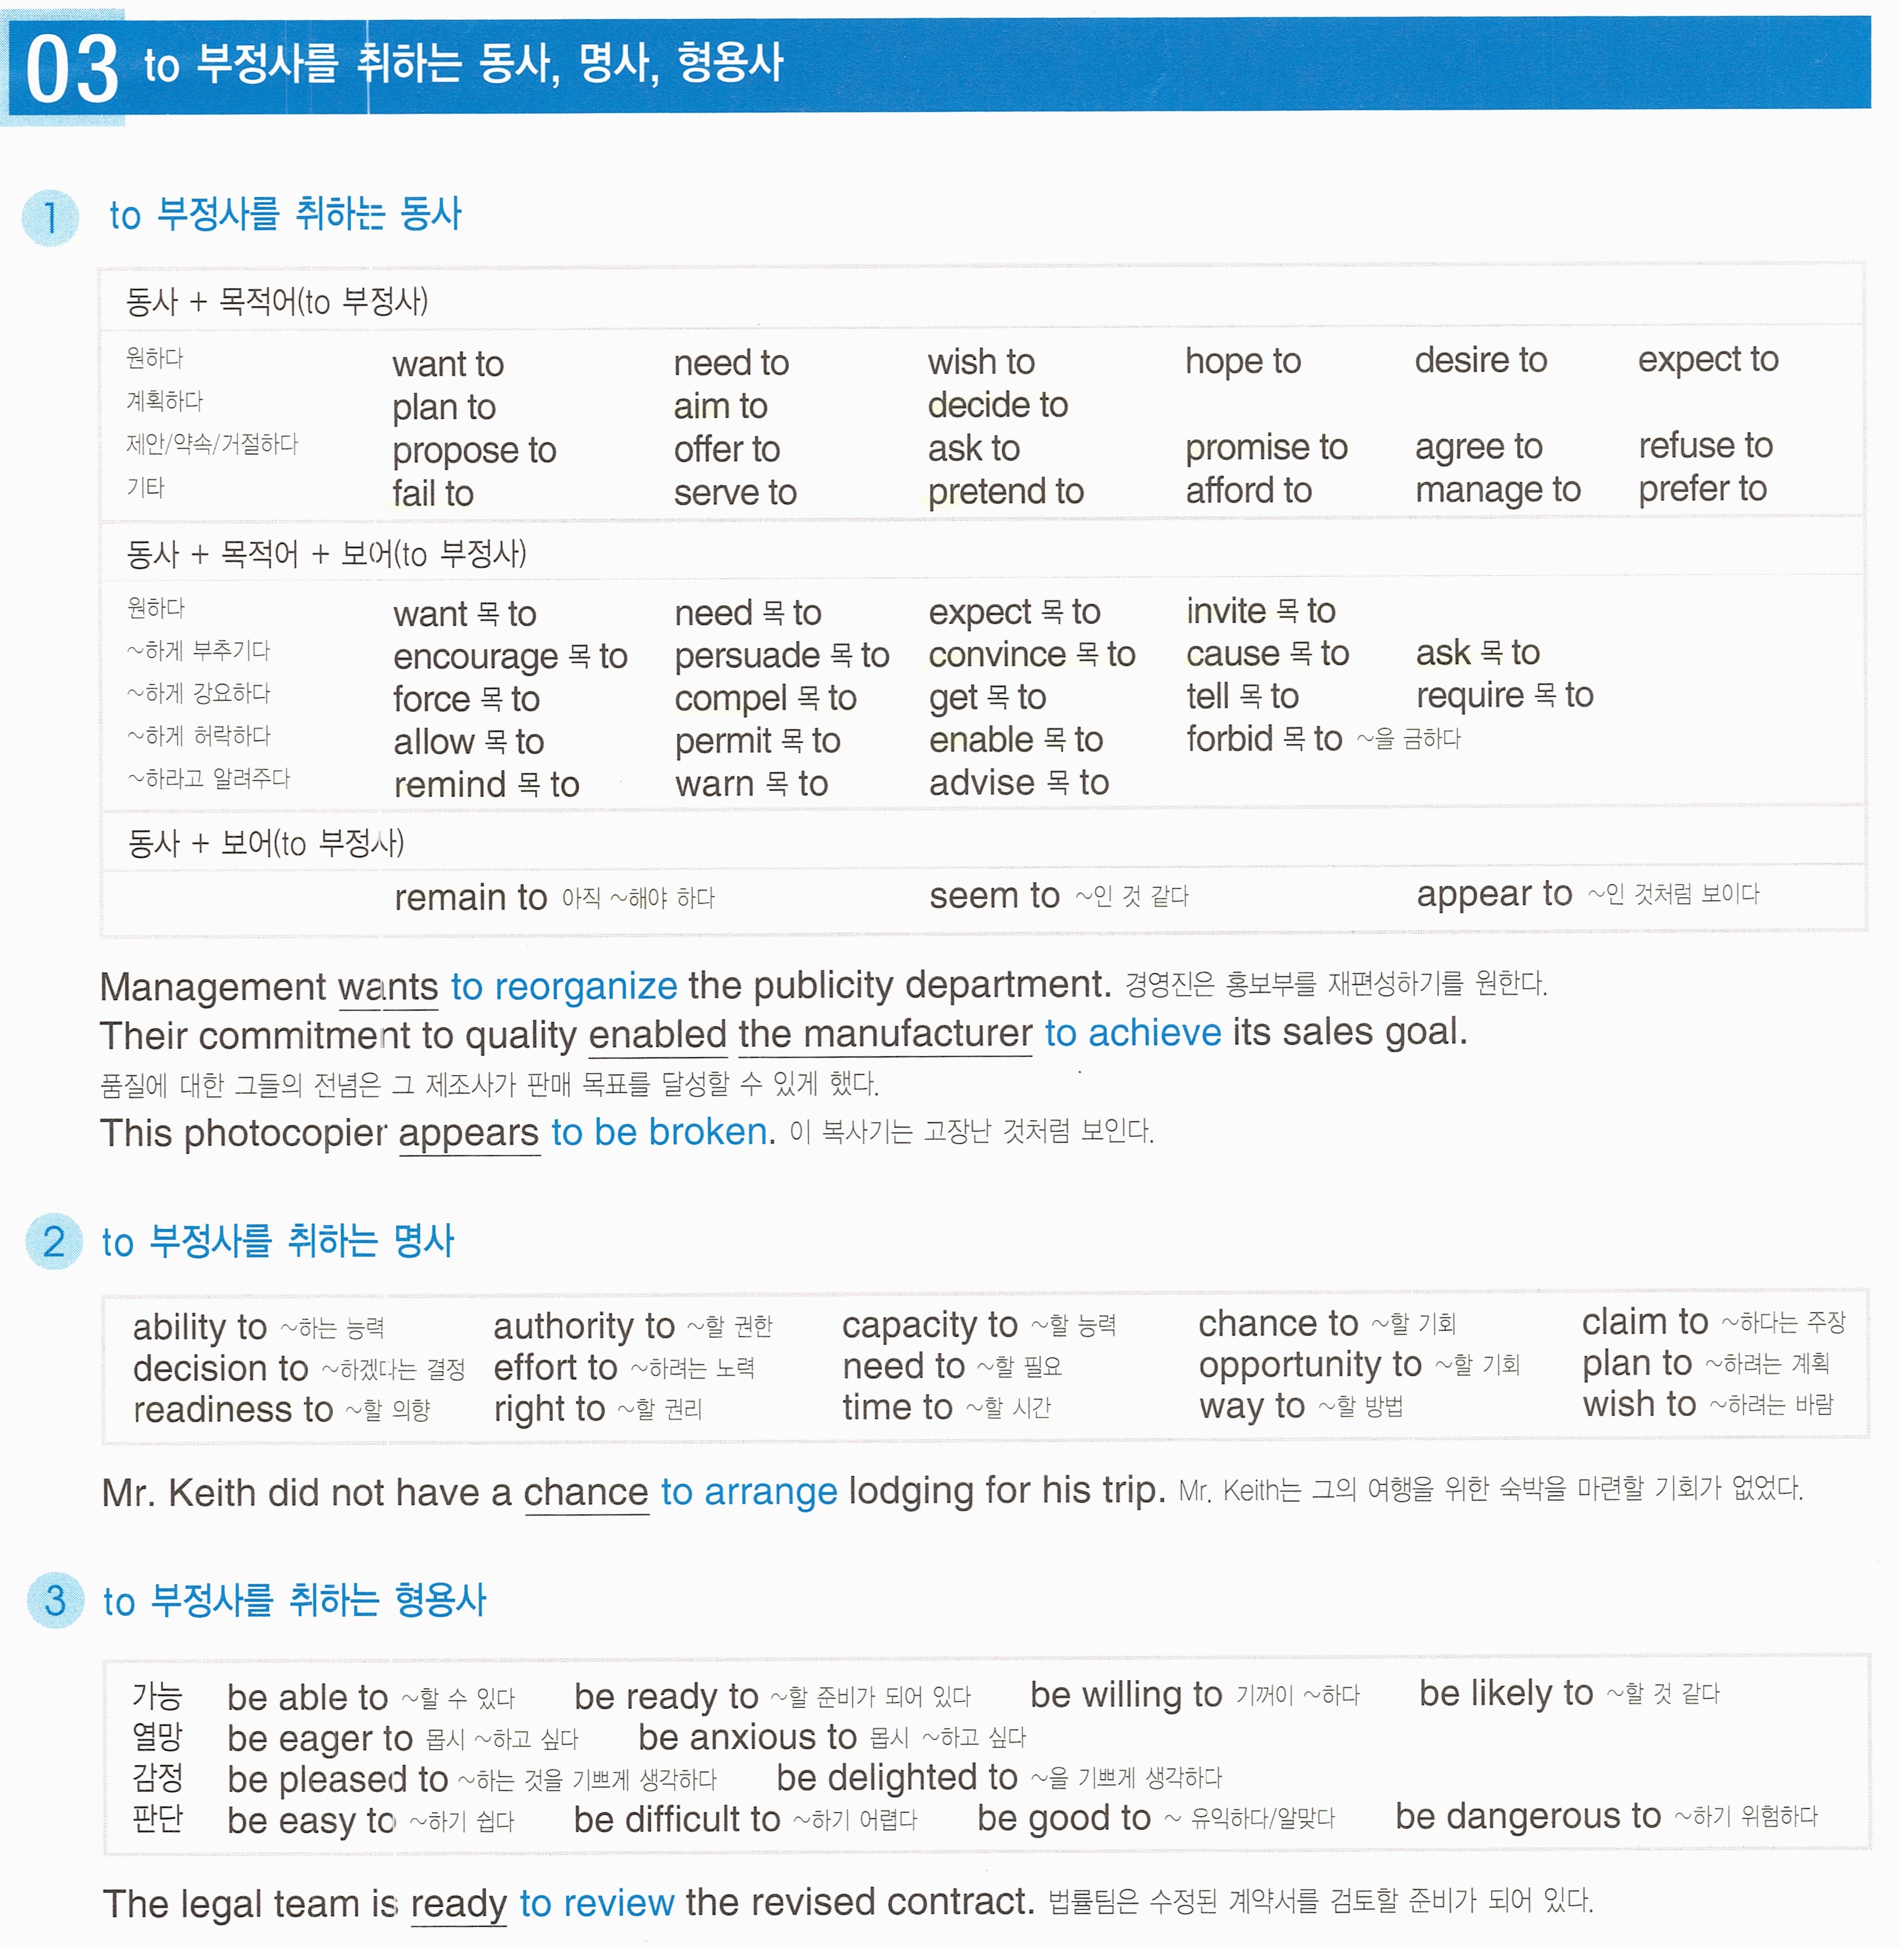 03 to 부정사를 취하는 동사, 명사, 형용사
1 to 부정사를 취하는 동사
동사 + 목적어(to 부정사)
원하다 want to need to wish to hope to desire to expect to
계획하다 plan to aim to decide to
제안/약속/거절하다 propose to offer to ask to promise to agree to refuse to
기타 fail to serve to pretend to afford to manage to prefer to
동사 + 목적어 + 보어(to 부정사)
원하다 want 목 to need 목 to expect 목 to invite 목 to
~하게 부추기다 encourage 목 to persuade 목 to convince 목 to cause 목 to ask 목 to
~하게 강요하다 force 목 to compel 목 to get 목 to tell 목 to require 목 to
~하게 허락하다 allow 목 to permit 목 to enable 목 to forbid 목 to ~을 금하다
~하라고 알려주다 remind 목 to warn 목 to advise 목 to
동사 + 보어(to 부정사)
remain to 아직 ~해야 하다 seem to ~인 것 같다 appear to ~인 것처럼 보이다
Management wants to reorganize the publicity department. 경영진은 홍보부를 재편성하기를 원한다.
Their commitment to quality enabled the manufacturer to achieve its sales goal.
품질에 대한 그들의 전념은 그 제조사가 판매 목표를 달성할 수 있게 했다.
This photocopier appears to be broken. 이 복사기는 고장난 것처럼 보인다.
2 to 부정사를 취하는 명사
ability to ~하는 능력 authority to ~할 권한 capacity to ~할 능력 chance to ~할 기회 claim to ~하다는 주장
decision to ~하겠다는 결정 effort to ~하려는 노력 need to ~할 필요 opportunity to ~할 기회 plan to ~하려는 계획
readiness to ~할 의향 right to ~할 권리 time to ~할 시간 way to ~할 방법 wish to ~하려는 바람
Mr. Keith did not have a chance to arrange lodging for his trip. Mr. Keith는 그의 여행을 위한 숙박을 마련할 기회가 없었다.
3 to 부정사를 취하는 형용사
가능 be able to ~할 수 있다 be ready to ~할 준비가 되어 있다 be willing to 기꺼이 ~하다 be likely to ~할 것 같다
열망 be eager to 몹시 ~하고 싶다 be anxious to 몹시 ~하고 싶다
감정 be pleased to ~하는 것을 기쁘게 생각하다 be delighted to ~을 기쁘게 생각하다
판단 be easy to ~하기 쉽다 be difficult to ~하기 어렵다 be good to ~ 유익하다/알맞다 be dangerous to ~하기 위험하다
The legal team is ready to review the revised contract. 법률팀은 수정된 계약서를 검토할 준비가 되어 있다.